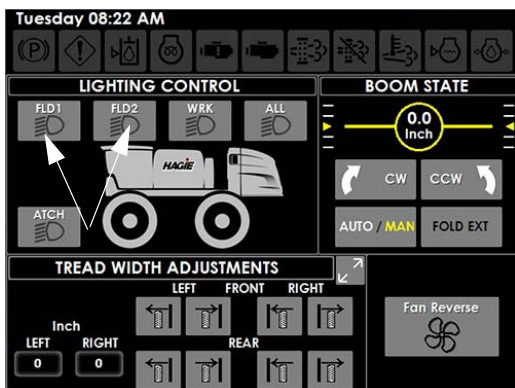 Tuesday 08:22 AM
LIGHTING CONTROL
BOOM STATE
FLD1 FLD2 WRK ALL
0.0
Inch
HAGIE
CW CCW
ATCH
AUTO / MAN FOLD EXT
TREAD WIDTH ADJUSTMENTS
LEFT FRONT RIGHT
Fan Reverse
Inch
LEFT RIGHT
REAR
0 0